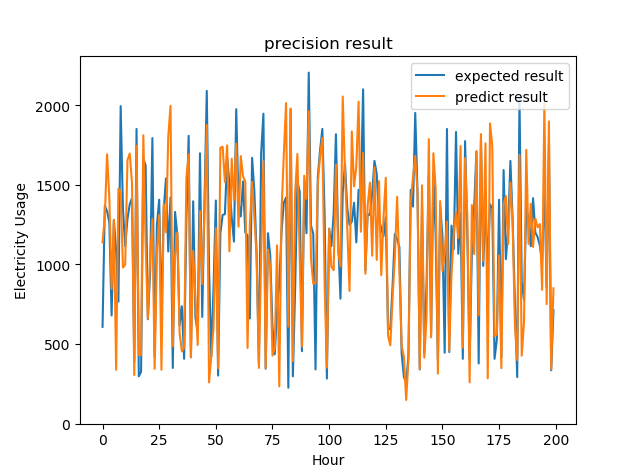 precision result
expected result
predict result
Electricity Usage
2000
1500
1000
500
0
0 25 50 75 100 125 150 175 200
Hour